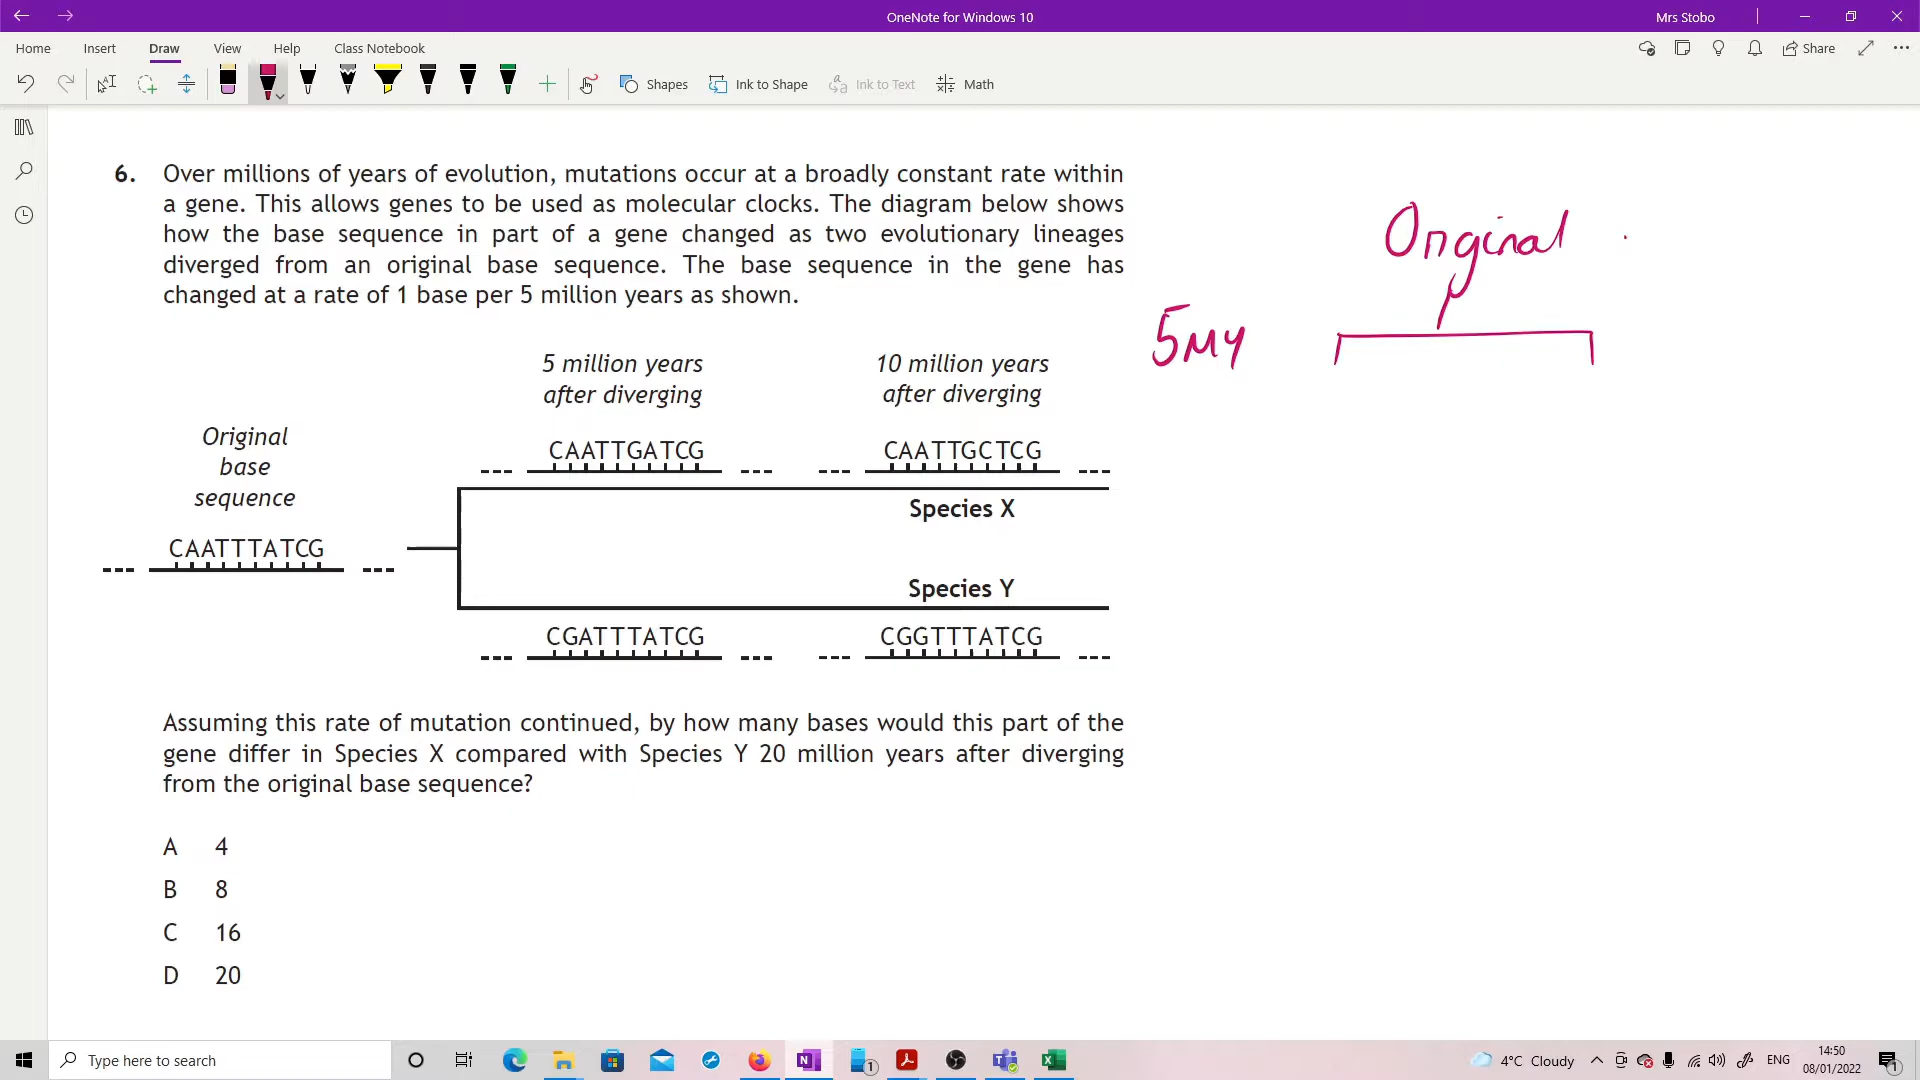 OneNote for Windows 10
Mrs Stobo
Home Insert Draw View Help Class Notebook
Share
Shapes Ink to Shape Ink to Text Math
6. Over millions of years of evolution, mutations occur at a broadly constant rate within
a gene. This allows genes to be used as molecular clocks. The diagram below shows
how the base sequence in part of a gene changed as two evolutionary lineages
diverged from an original base sequence. The base sequence in the gene has
changed at a rate of 1 base per 5 million years as shown.
Original
5MY
5 million years
after diverging
10 million years
after diverging
Original
base
sequence
CAATTGATCG
CAATTGCTCG
Species X
CAATTTATCG
Species Y
CGATTTATCG
CGGTTTATCG
Assuming this rate of mutation continued, by how many bases would this part of the
gene differ in Species X compared with Species Y 20 million years after diverging
from the original base sequence?
A 4
B 8
C 16
D 20
Type here to search
4°C Cloudy
ENG
14:50
08/01/2022
1
1